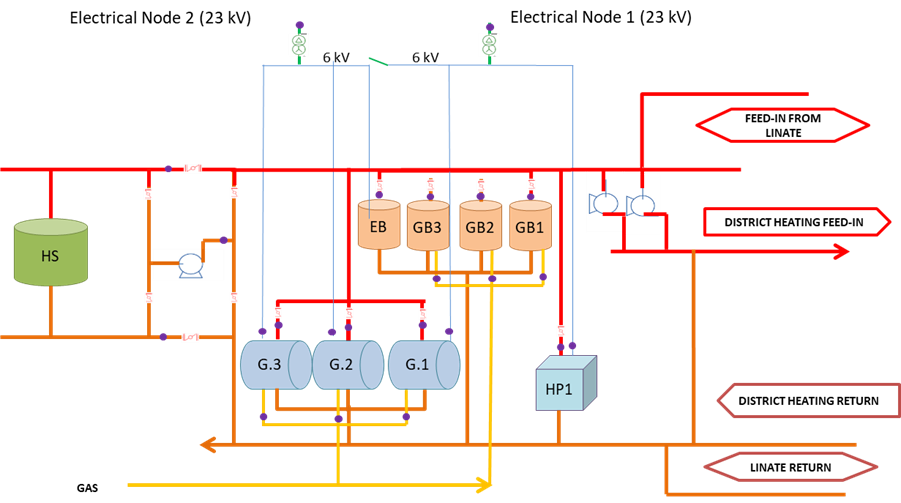 Electrical Node 2 (23 kV)
Electrical Node 1 (23 kV)
6 kV
6 kV
FEED-IN FROM
LINATE
DISTRICT HEATING FEED-IN
HS
EB
GB3
GB2
GB1
G.3
G.2
G.1
HP1
DISTRICT HEATING RETURN
LINATE RETURN
GAS